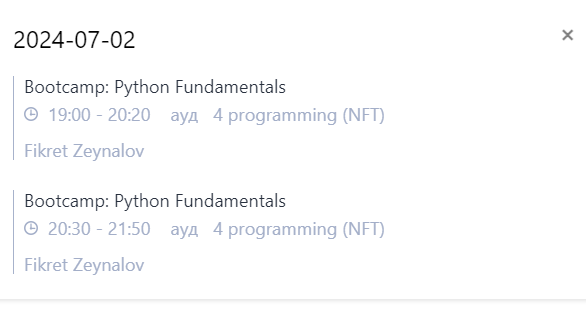 2024-07-02
Bootcamp: Python Fundamentals
19:00 - 20:20 ауд 4 programming (NFT)
Fikret Zeynalov
Bootcamp: Python Fundamentals
20:30 - 21:50 ауд 4 programming (NFT)
Fikret Zeynalov